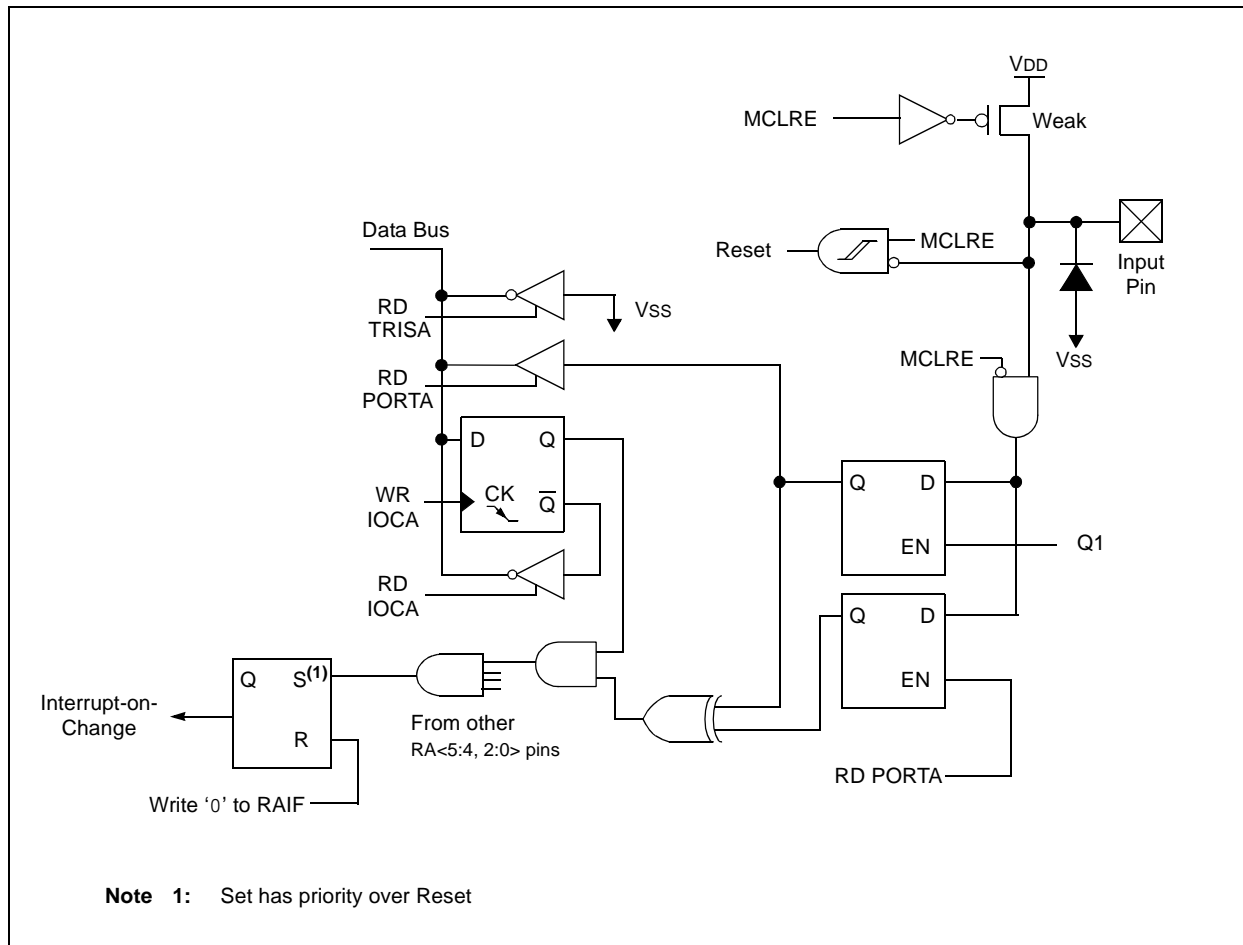 VDD
MCLRE
Weak
Data Bus
Reset
MCLRE
Input
Pin
RD
TRISA
VSS
RD
PORTA
MCLRE
VSS
D Q
WR
IOCA
CK
Q
Q D
EN
Q1
RD
IOCA
Q D
EN
Q S(1)
R
Interrupt-on-
Change
From other
RA<5:4, 2:0> pins
RD PORTA
Write ‘0’ to RAIF
Note 1: Set has priority over Reset